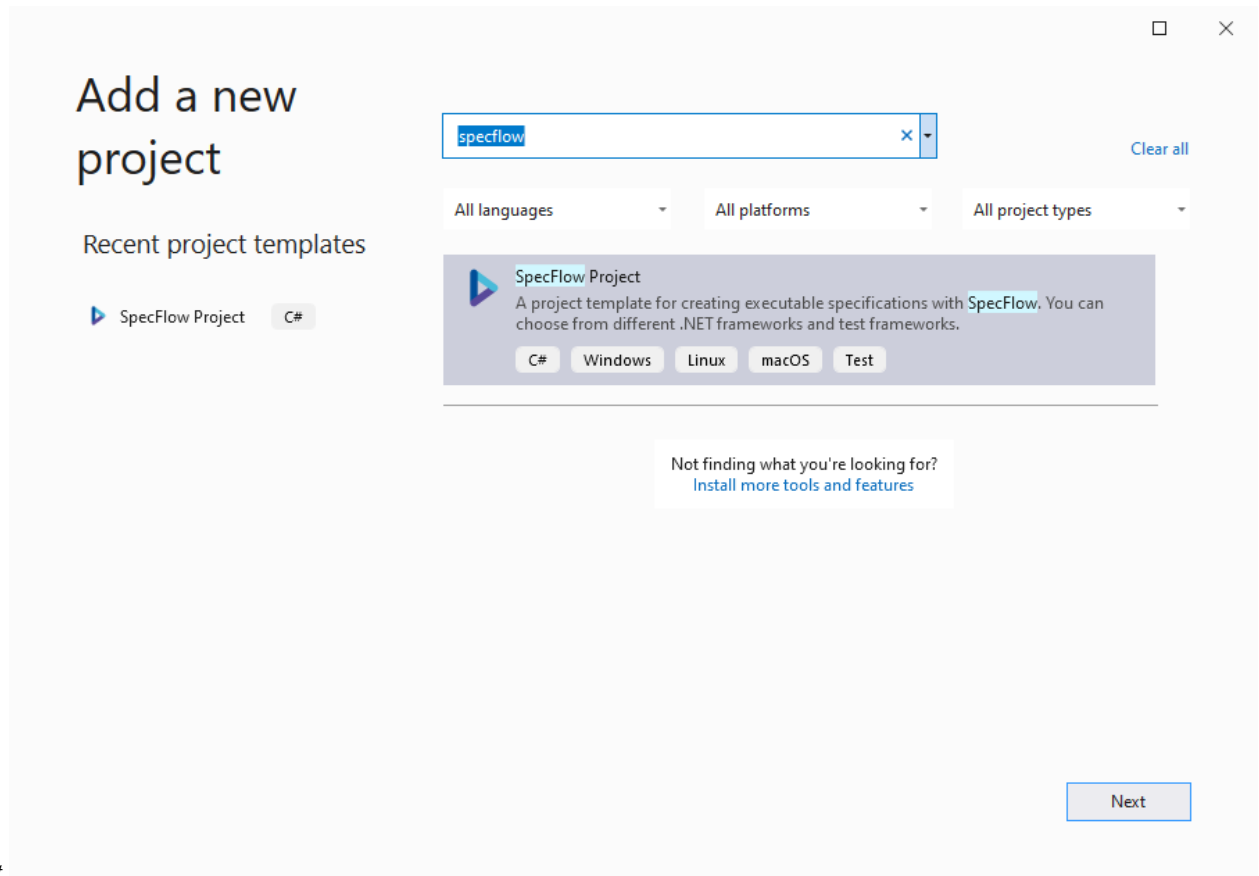 Add a new
project
specflow
Clear all
All languages
All platforms
All project types
Recent project templates
SpecFlow Project
C#
SpecFlow Project
A project template for creating executable specifications with SpecFlow. You can
choose from different .NET frameworks and test frameworks.
C#
Windows
Linux
macOS
Test
Not finding what you're looking for?
Install more tools and features
Next